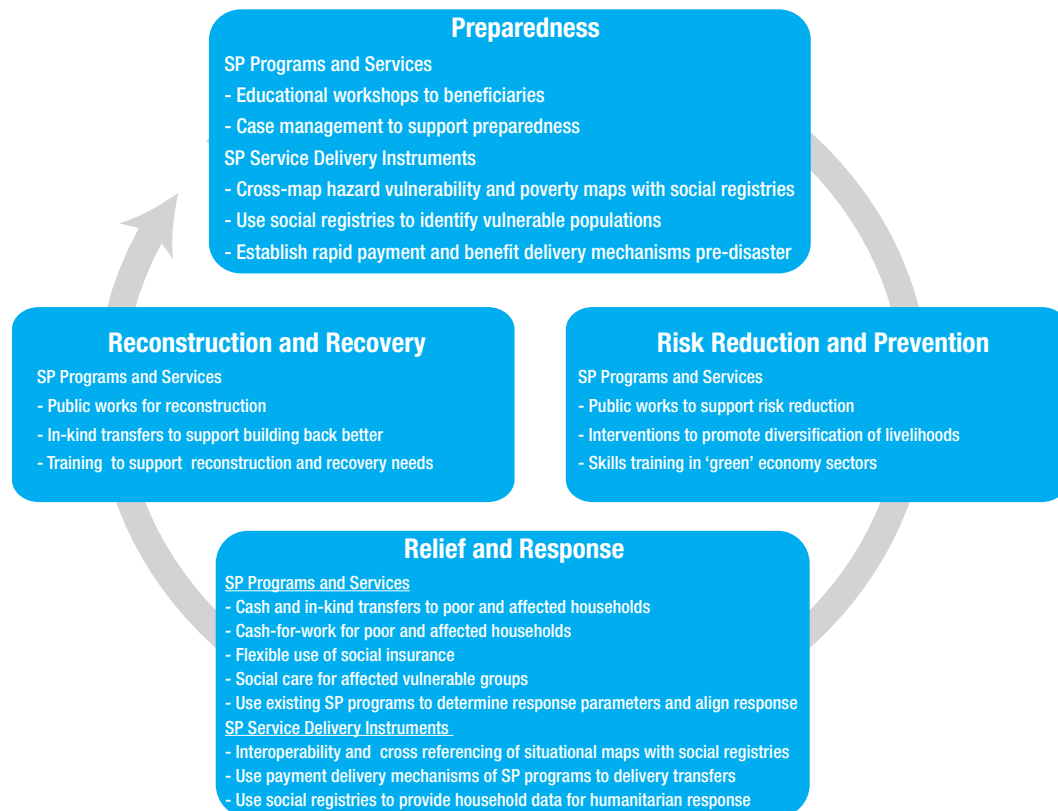 Preparedness
SP Programs and Services
- Educational workshops to beneficiaries
- Case management to support preparedness
SP Service Delivery Instruments
- Cross-map hazard vulnerability and poverty maps with social registries
- Use social registries to identify vulnerable populations
- Establish rapid payment and benefit delivery mechanisms pre-disaster
Reconstruction and Recovery
SP Programs and Services
- Public works for reconstruction
- In-kind transfers to support building back better
- Training to support reconstruction and recovery needs
Risk Reduction and Prevention
SP Programs and Services
- Public works to support risk reduction
- Interventions to promote diversification of livelihoods
- Skills training in ‘green’ economy sectors
Relief and Response
SP Programs and Services
- Cash and in-kind transfers to poor and affected households
- Cash-for-work for poor and affected households
- Flexible use of social insurance
- Social care for affected vulnerable groups
- Use existing SP programs to determine response parameters and align response
SP Service Delivery Instruments
- Interoperability and cross referencing of situational maps with social registries
- Use payment delivery mechanisms of SP programs to delivery transfers
- Use social registries to provide household data for humanitarian response